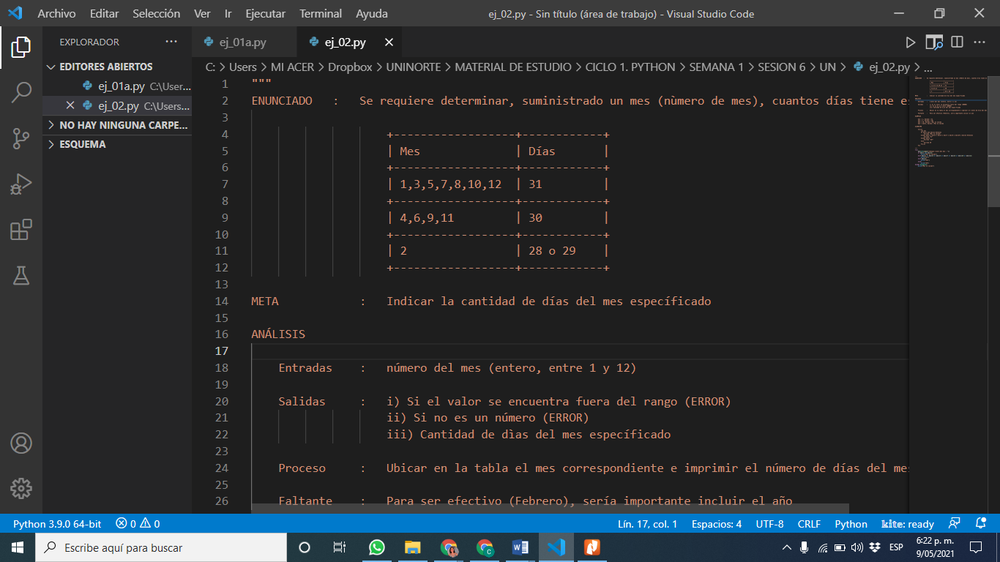 Archivo Editar Selección Ver Ir Ejecutar Terminal Ayuda
ej_02.py - Sin título (área de trabajo) - Visual Studio Code
EXPLORADOR ...
EDITORES ABIERTOS
ej_01a.py C:\User...
ej_02.py C:\Users...
NO HAY NINGUNA CARPE...
ESQUEMA
ej_01a.py
ej_02.py
C: > Users > MI ACER > Dropbox > UNINORTE > MATERIAL DE ESTUDIO > CICLO 1. PYTHON > SEMANA 1 > SESION 6 > UN > ej_02.py > ...
1 """
2 ENUNCIADO : Se requiere determinar, suministrado un mes (nùmero de mes), cuantos días tiene es
3
4 +------------------+------------+
5 | Mes | Días |
6 +------------------+------------+
7 | 1,3,5,7,8,10,12 | 31 |
8 +------------------+------------+
9 | 4,6,9,11 | 30 |
10 +------------------+------------+
11 | 2 | 28 o 29 |
12 +------------------+------------+
13
14 META : Indicar la cantidad de días del mes específicado
15
16 ANÁLISIS
17
18 Entradas : número del mes (entero, entre 1 y 12)
19
20 Salidas : i) Si el valor se encuentra fuera del rango (ERROR)
21 ii) Si no es un número (ERROR)
22 iii) Cantidad de dìas del mes específicado
23
24 Proceso : Ubicar en la tabla el mes correspondiente e imprimir el número de días del mes
25
26 Faltante : Para ser efectivo (Febrero), sería importante incluir el año
Python 3.9.0 64-bit 0 0
Lín. 17, col. 1 Espacios: 4 UTF-8 CRLF Python kite: ready
Escribe aquí para buscar
ESP
6:22 p. m.
9/05/2021